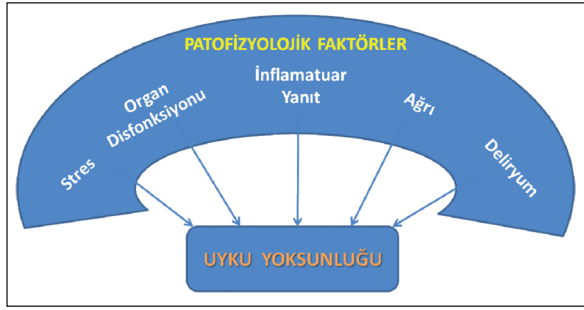 PATOFİZYOLOJİK FAKTÖRLER
Stres
Organ
Disfonksiyonu
İnflamatuar
Yanıt
Ağrı
Deliryum
UYKU YOKSUNLUĞU